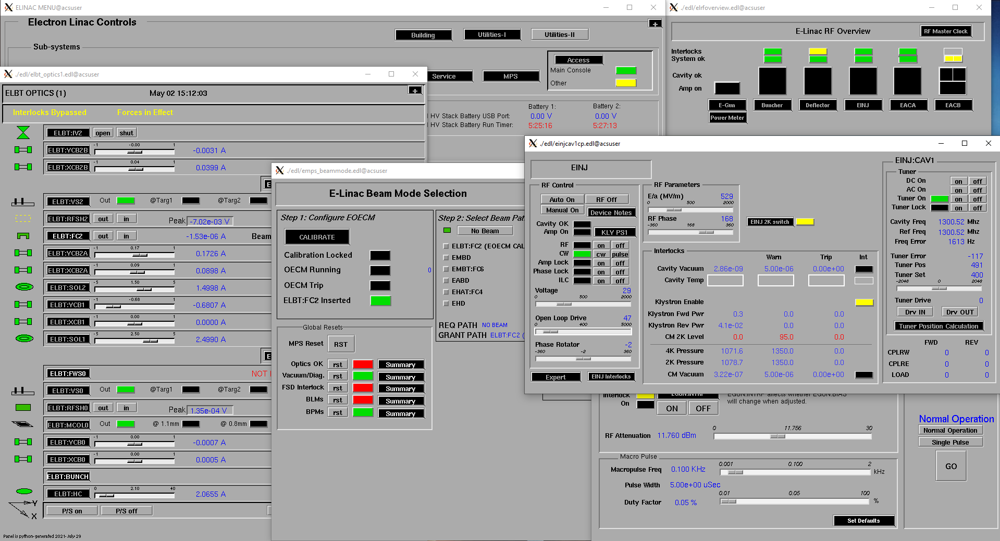 ELINAC MENU@acsuser
Electron Linac Controls
+
Building
Utilities-I
Utilities-II
Sub-systems
Service
MPS
Access
Main Console
Other
Battery 1:
Battery 2:
HV Stack Battery USB Port:
0.00 V
0.00 V
HV Stack Battery Run Timer:
5:25:16
5:27:13
./edl/elrfoverview.edl@acsuser
E-Linac RF Overview
RF Master Clock
Interlocks
System ok
Cavity ok
Amp on
E-Gun
Buncher
Deflector
EINJ
EACA
EACB
Power Meter
./edl/elbt_optics1.edl@acsuser
ELBT OPTICS (1)
May 02 15:12:03
+
Interlocks Bypassed
Forces in Effect
ELBT:IV2 open shut
-1 -0.00 1
ELBT:YCB2B -0.0031 A
-1 0.04 1
ELBT:XCB2B 0.0399 A
ELBT:VS2 Out @Targ1 @Targ2
ELBT:RFSH2 out in Peak -7.02e-03 V
ELBT:FC2 out in -1.53e-06 A Beam
-1 0.17 1
ELBT:YCB2A 0.1726 A
-1 0.09 1
ELBT:XCB2A 0.0898 A
-5 1.50 5
ELBT:SOL2 1.4998 A
-1 -0.68 1
ELBT:YCB1 -0.6807 A
-1 0.00 1
ELBT:XCB1 0.0000 A
-5 2.50 5
ELBT:SOL1 2.4990 A
ELBT:FWS0 NOT
ELBT:VS0 Out @Targ1 @Targ2
ELBT:RFSH0 out in Peak 1.35e-04 V
ELBT:MCOL0 Out @ 1.1mm @ 0.8mm
-1 0.00 1
ELBT:YCB0 -0.0007 A
-1 0.00 1
ELBT:XCB0 0.0005 A
ELBT:BUNCH
0 2.10 40
ELBT:HC 2.0655 A
Y
X
P/S on P/S off
Panel is python-generated 2021-July-29
./edl/emps_beammode.edl@acsuser
E-Linac Beam Mode Selection
Step 1: Configure EOECM
CALIBRATE
Calibration Locked
OECM Running 0
OECM Trip
ELBT:FC2 Inserted
Step 2: Select Beam Pat
No Beam
ELBT:FC2 (EOECM CAL
EMBD
EMBT:FC6
EABD
EHAT:FC4
EHD
REQ PATH NO BEAM
GRANT PATH ELBT:FC2 (
Global Resets
MPS Reset RST
Optics OK rst Summary
Vacuum/Diag. rst Summary
FSD Interlock rst Summary
BLMs rst Summary
BPMs rst Summary
./edl/einjcav1cp.edl@acsuser
EINJ
RF Control
Auto On RF Off
Manual On Device Notes
Cavity OK
Amp On KLY PS1
RF on off
CW cw pulse
Amp Lock on off
Phase Lock on off
ILC on off
Voltage 29
0 500 2000
Open Loop Drive 47
0 400 5000
Phase Rotator -2
-360 -2 360
Expert EINJ Interlocks
RF Parameters
E/a (MV/m) 529
0 500 2000
RF Phase 168
-360 168 360
EINJ 2K switch
Interlocks
Warn Trip Int
Cavity Vacuum 2.86e-09 5.00e-06 0.00e+00
Cavity Temp
Klystron Enable
Klystron Fwd Pwr 0.3 0.0 0.0
Klystron Rev Pwr 4.1e-02 0.0 0.0
CM 2K Level 0.0 95.0 0.0
4K Pressure 1071.6 1350.0 0.0
2K Pressure 1078.7 1350.0 0.0
CM Vacuum 3.22e-07 5.00e-06 0.00e+00
EINJ:CAV1
Tuner
DC On on off
AC On on off
Tuner On on off
Tuner Lock on off
Cavity Freq 1300.52 Mhz
Ref Freq 1300.52 Mhz
Freq Error 1613 Hz
Tuner Error -117
Tuner Pos 491
Tuner Set 400
-2048 0 2048
Tuner Drive 0
Drv IN Drv OUT
Tuner Position Calculation
FWD REV
CPLRW 0 0
CPLRE 0 0
LOAD 0 0
Interlock EGUN:INTRF EGUN:INTRF affects whether EGUN:BIAS
On ON OFF will change when adjusted.
RF Attenuation 11.760 dBm
0 11.756 30
Macro Pulse
Macropulse Freq 0.100 KHz
0.001 0.100 2
kHz
Pulse Width 5.00e+00 uSec
Duty Factor 0.05 %
0.01 0.05 100
%
Set Defaults
Normal Operation
Normal Operation
Single Pulse
GO